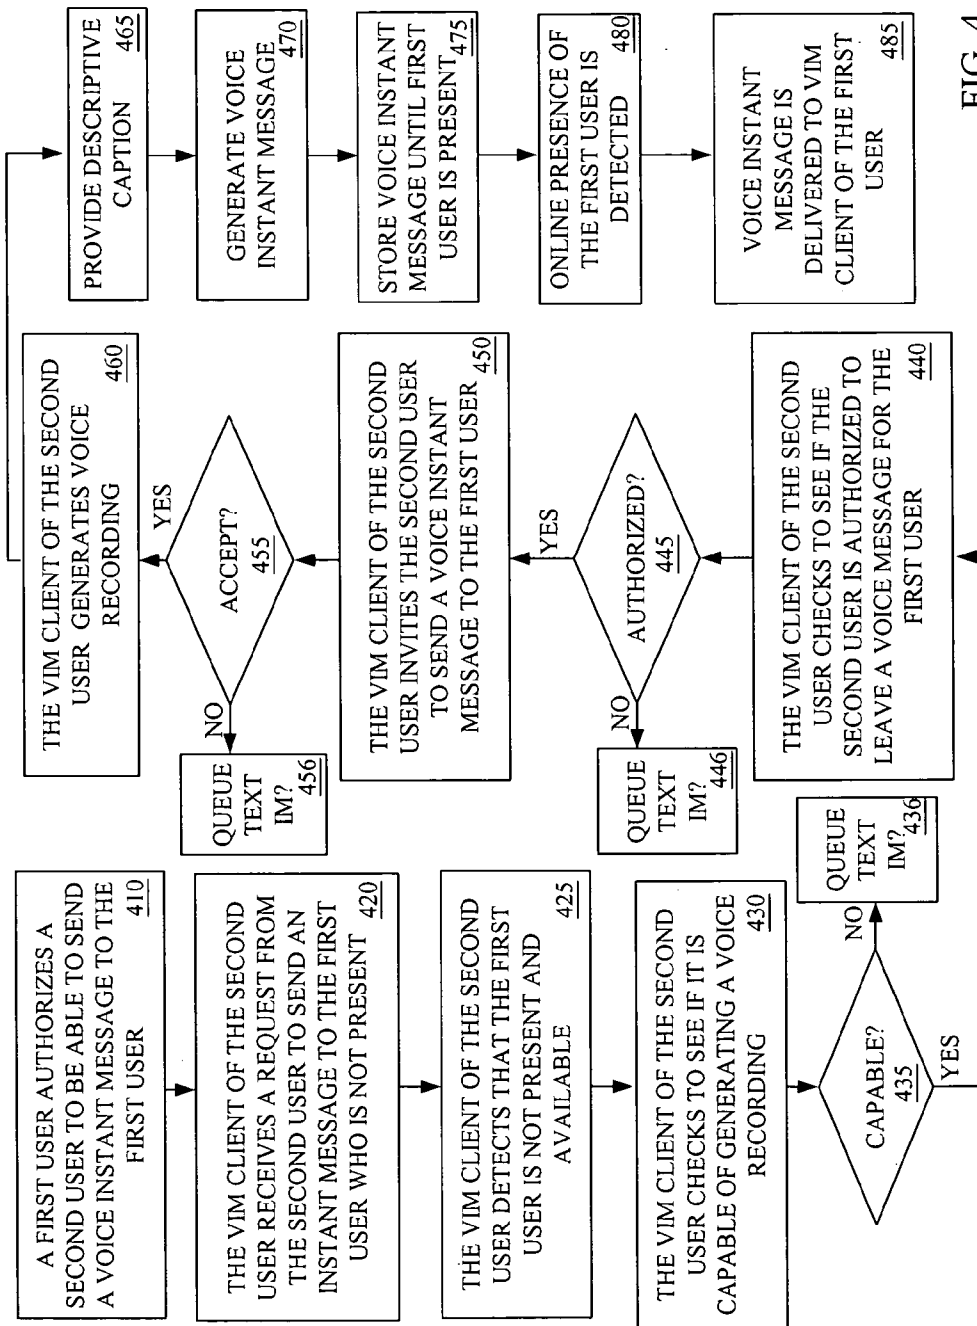 A FIRST USER AUTHORIZES A
SECOND USER TO BE ABLE TO SEND
A VOICE INSTANT MESSAGE TO THE
FIRST USER
410
THE VIM CLIENT OF THE SECOND
USER RECEIVES A REQUEST FROM
THE SECOND USER TO SEND AN
INSTANT MESSAGE TO THE FIRST
USER WHO IS NOT PRESENT
420
THE VIM CLIENT OF THE SECOND
USER DETECTS THAT THE FIRST
USER IS NOT PRESENT AND
AVAILABLE
425
THE VIM CLIENT OF THE SECOND
USER CHECKS TO SEE IF IT IS
CAPABLE OF GENERATING A VOICE
RECORDING
430
CAPABLE?
435
NO
QUEUE
TEXT
IM?
436
YES
THE VIM CLIENT OF THE SECOND
USER CHECKS TO SEE IF THE
SECOND USER IS AUTHORIZED TO
LEAVE A VOICE MESSAGE FOR THE
FIRST USER
440
AUTHORIZED?
445
NO
QUEUE
TEXT
IM?
446
YES
THE VIM CLIENT OF THE SECOND
USER INVITES THE SECOND USER
TO SEND A VOICE INSTANT
MESSAGE TO THE FIRST USER
450
ACCEPT?
455
NO
QUEUE
TEXT
IM?
456
YES
THE VIM CLIENT OF THE SECOND
USER GENERATES VOICE
RECORDING
460
PROVIDE DESCRIPTIVE
CAPTION
465
GENERATE VOICE
INSTANT MESSAGE
470
STORE VOICE INSTANT
MESSAGE UNTIL FIRST
USER IS PRESENT
475
ONLINE PRESENCE OF
THE FIRST USER IS
DETECTED
480
VOICE INSTANT
MESSAGE IS
DELIVERED TO VIM
CLIENT OF THE FIRST
USER
485
FIG. 4